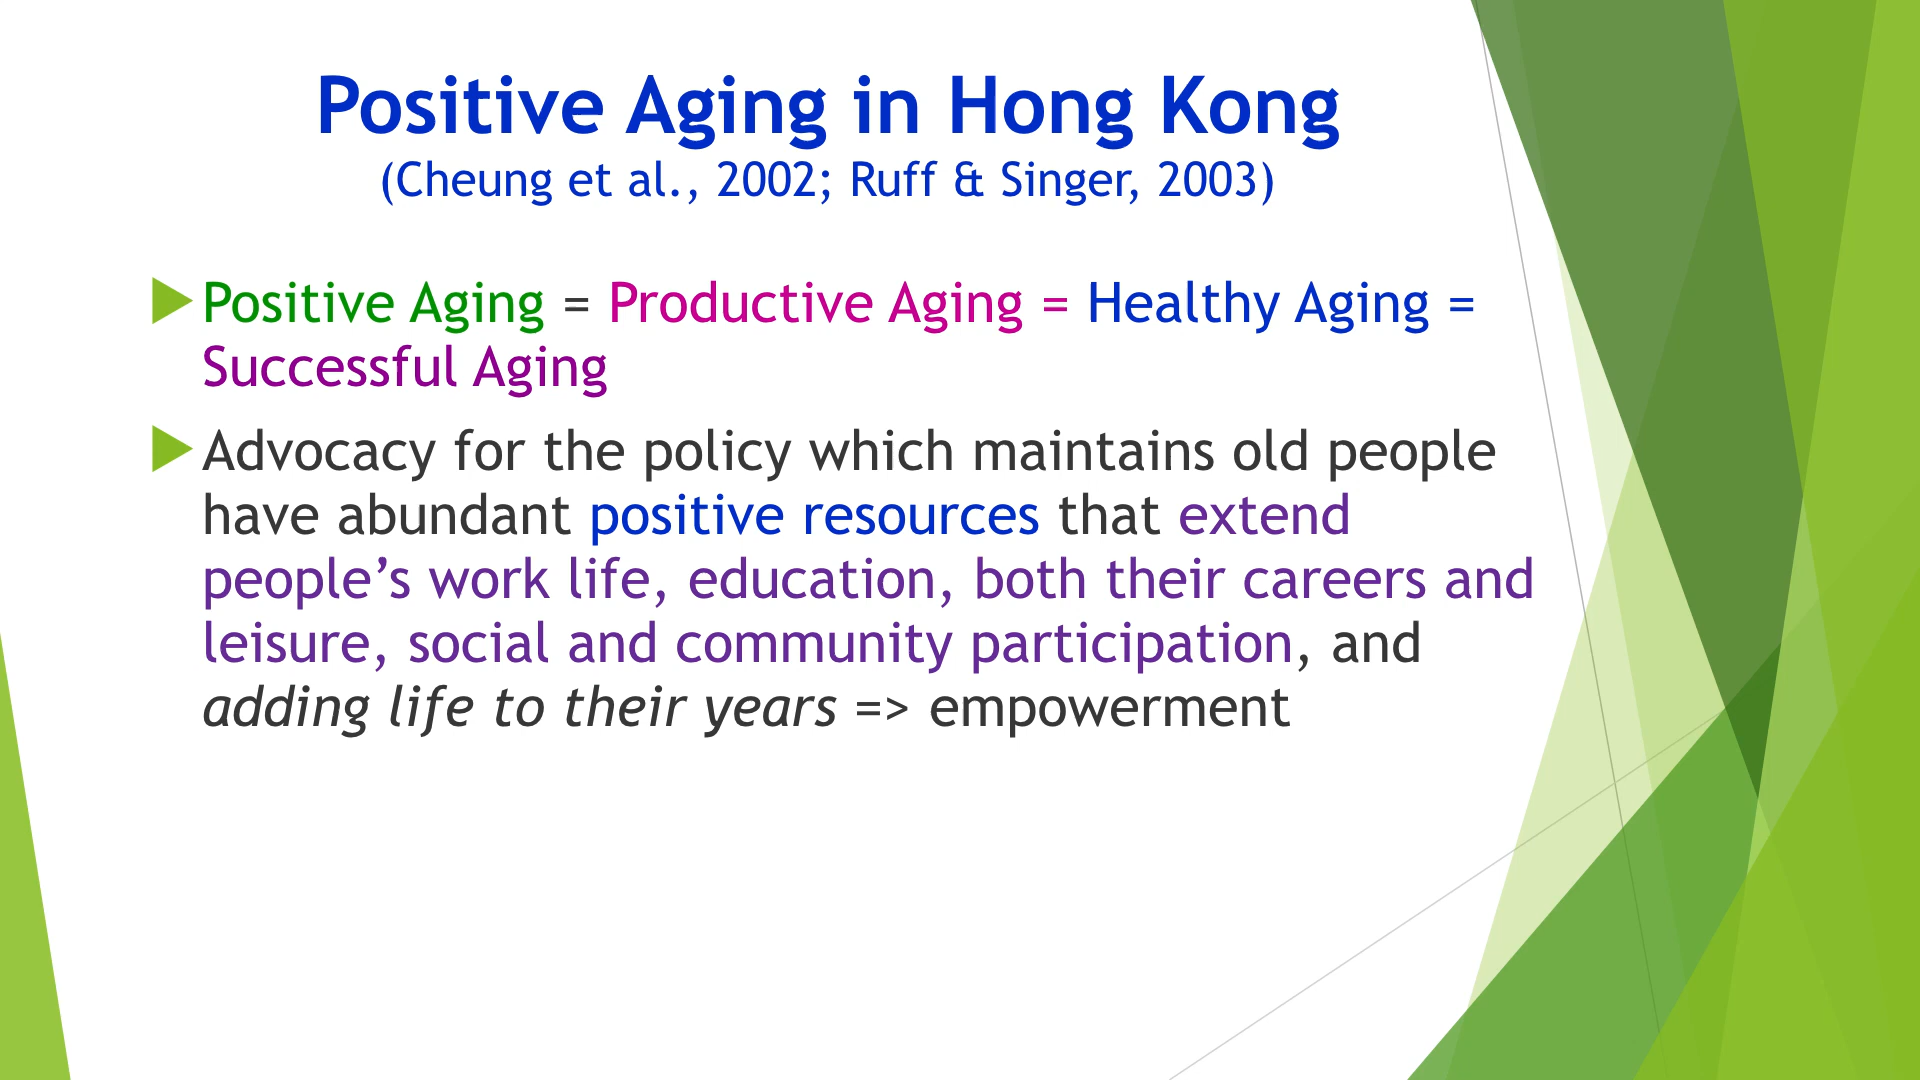 Positive Aging in Hong Kong
(Cheung et al., 2002; Ruff & Singer, 2003)
Positive Aging = Productive Aging = Healthy Aging =
Successful Aging
Advocacy for the policy which maintains old people
have abundant positive resources that extend
people’s work life, education, both their careers and
leisure, social and community participation, and
adding life to their years => empowerment